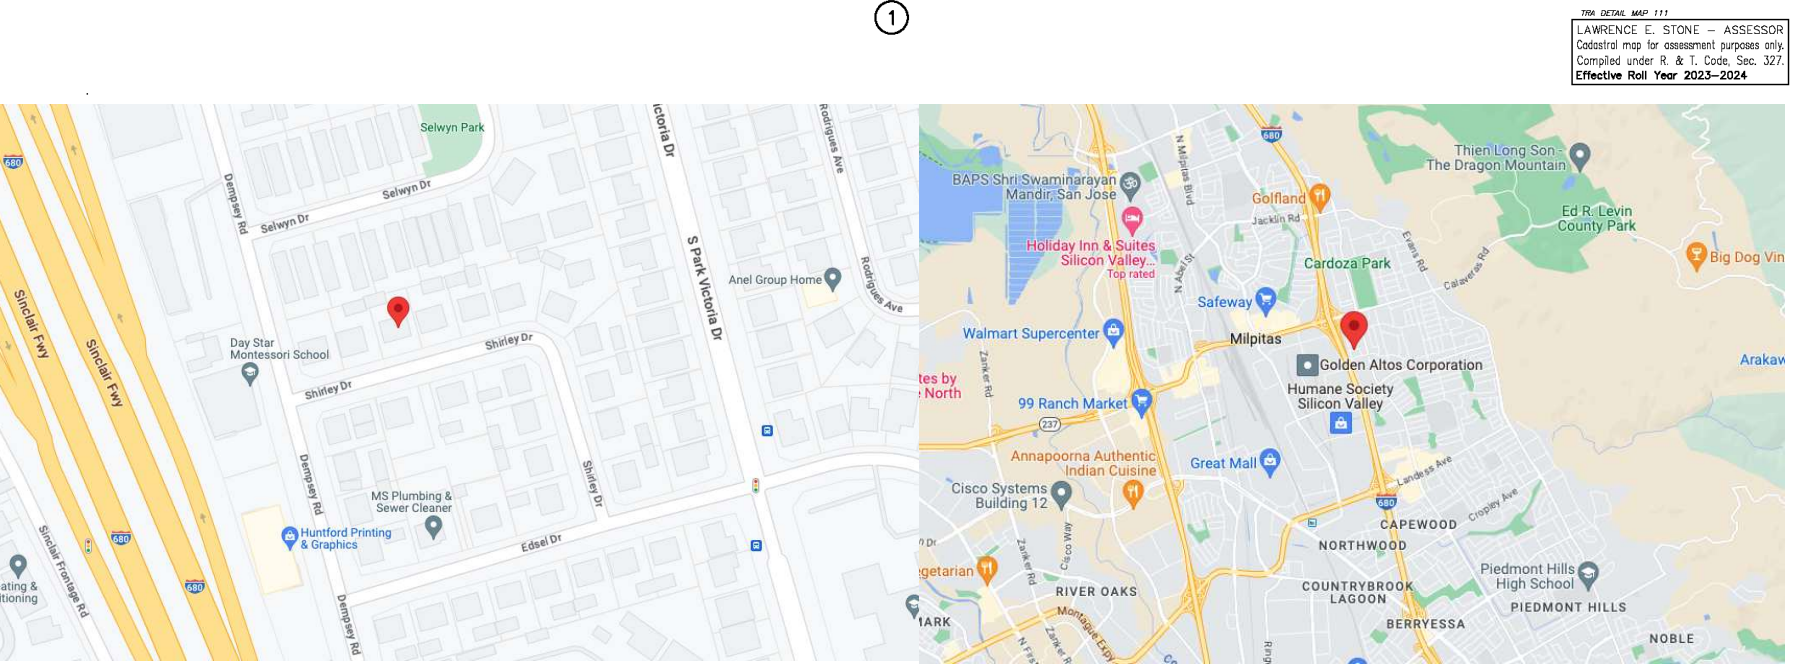 1
TRA DETAIL MAP 111
LAWRENCE E. STONE - ASSESSOR
Cadastral map for assessment purposes only.
Compiled under R. & T. Code, Sec. 327.
Effective Roll Year 2023-2024
Selwyn Park
Selwyn Dr
Selwyn Dr
Dempsey Rd
680
ictoria Dr
Rodrigues Ave
S Park Victoria Dr
Anel Group Home
Rodrigues Ave
Sinclair Fwy
Sinclair Fwy
Day Star
Montessori School
Shirley Dr
Shirley Dr
Dempsey Rd
Shirley Dr
MS Plumbing &
Sewer Cleaner
Huntford Printing
& Graphics
Edsel Dr
680
680
Sinclair Frontage Rd
ating &
itioning
Dempsey Rd
680
N Milpitas Blvd
Thien Long Son -
The Dragon Mountain
BAPS Shri Swaminarayan
Mandir, San Jose
Golfland
Jacklin Rd
Ed R. Levin
County Park
Holiday Inn & Suites
Silicon Valley...
Top rated
N Abel St
Evans Rd
Calaveras Rd
Cardoza Park
Big Dog Vin
Safeway
Walmart Supercenter
Milpitas
Zanker Rd
Golden Altos Corporation
Arakaw
tes by
North
Humane Society
Silicon Valley
99 Ranch Market
237
Annapoorna Authentic
Indian Cuisine
Great Mall
Landess Ave
Cisco Systems
Building 12
680
Cropley Ave
CAPEWOOD
NORTHWOOD
n Dr
Zanker Rd
Cisco Way
egetarian
Piedmont Hills
High School
RIVER OAKS
COUNTRYBROOK
LAGOON
PIEDMONT HILLS
MARK
Montague Expy
BERRYESSA
NOBLE
N First
Zanker Rd
Co
Ring